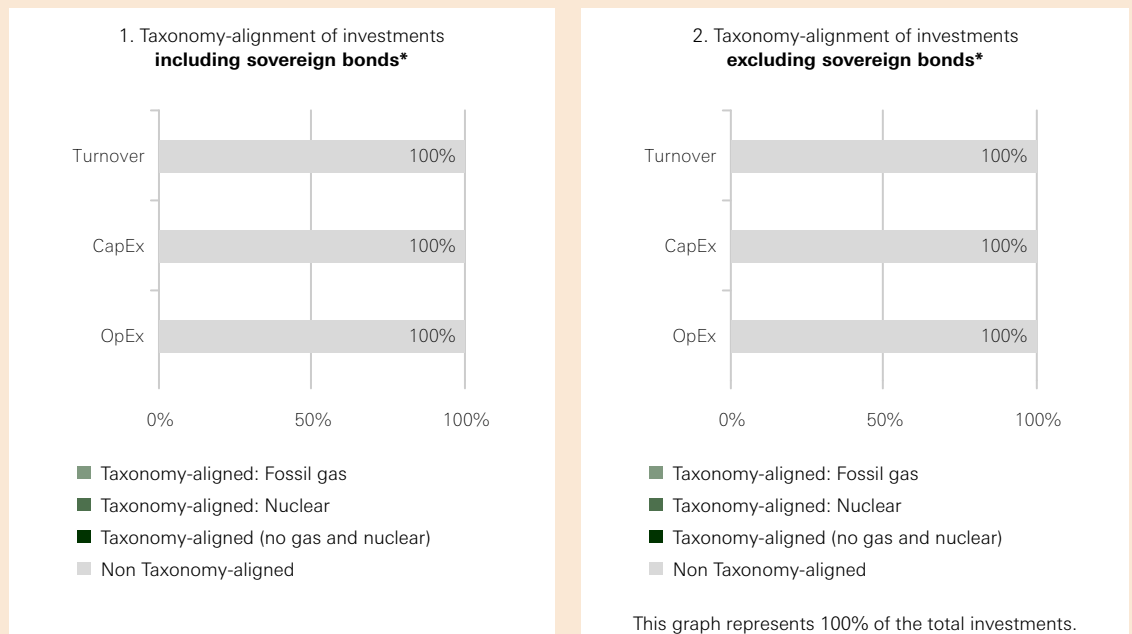 1. Taxonomy-alignment of investments
including sovereign bonds*
Turnover
100%
CapEx
100%
OpEx
100%
0%
50%
100%
Taxonomy-aligned: Fossil gas
Taxonomy-aligned: Nuclear
Taxonomy-aligned (no gas and nuclear)
Non Taxonomy-aligned
2. Taxonomy-alignment of investments
excluding sovereign bonds*
Turnover
100%
CapEx
100%
OpEx
100%
0%
50%
100%
Taxonomy-aligned: Fossil gas
Taxonomy-aligned: Nuclear
Taxonomy-aligned (no gas and nuclear)
Non Taxonomy-aligned
This graph represents 100% of the total investments.